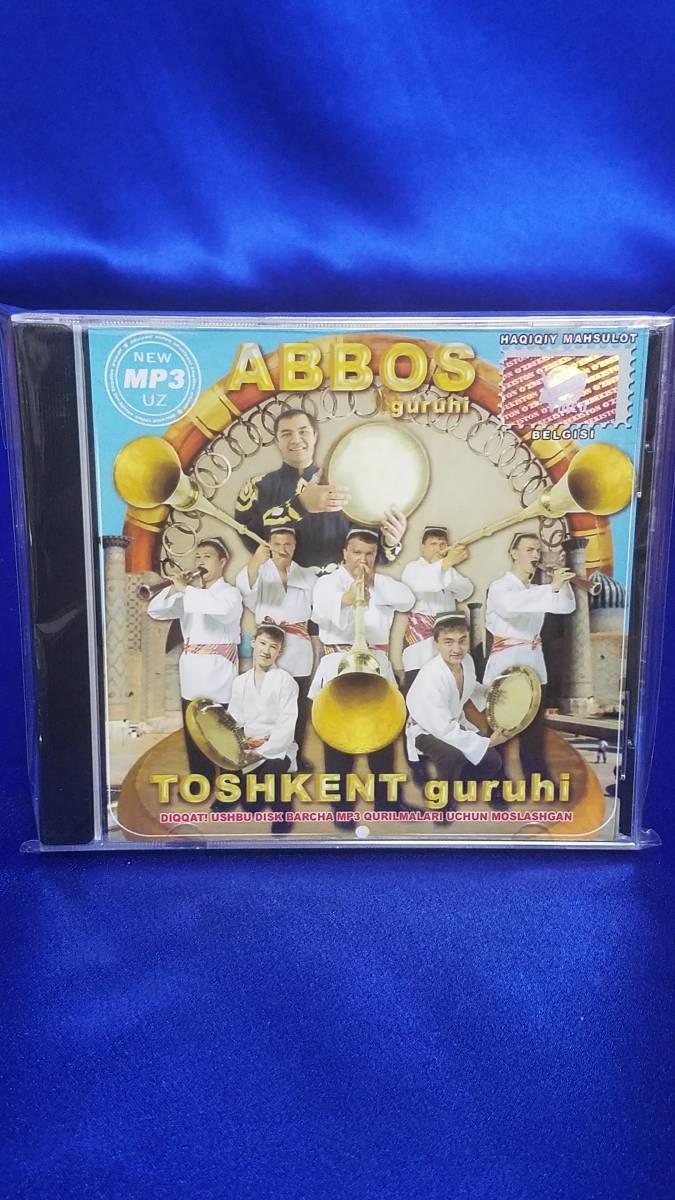 NEW
MP3
UZ
ABBOS
guruhi
HAQIQIY MAHSULOT
BELGISI
TOSHKENT guruhi
DIQQAT! USHBU DISK BARCHA MP3 QURILMALARI UCHUN MOSLASHGAN